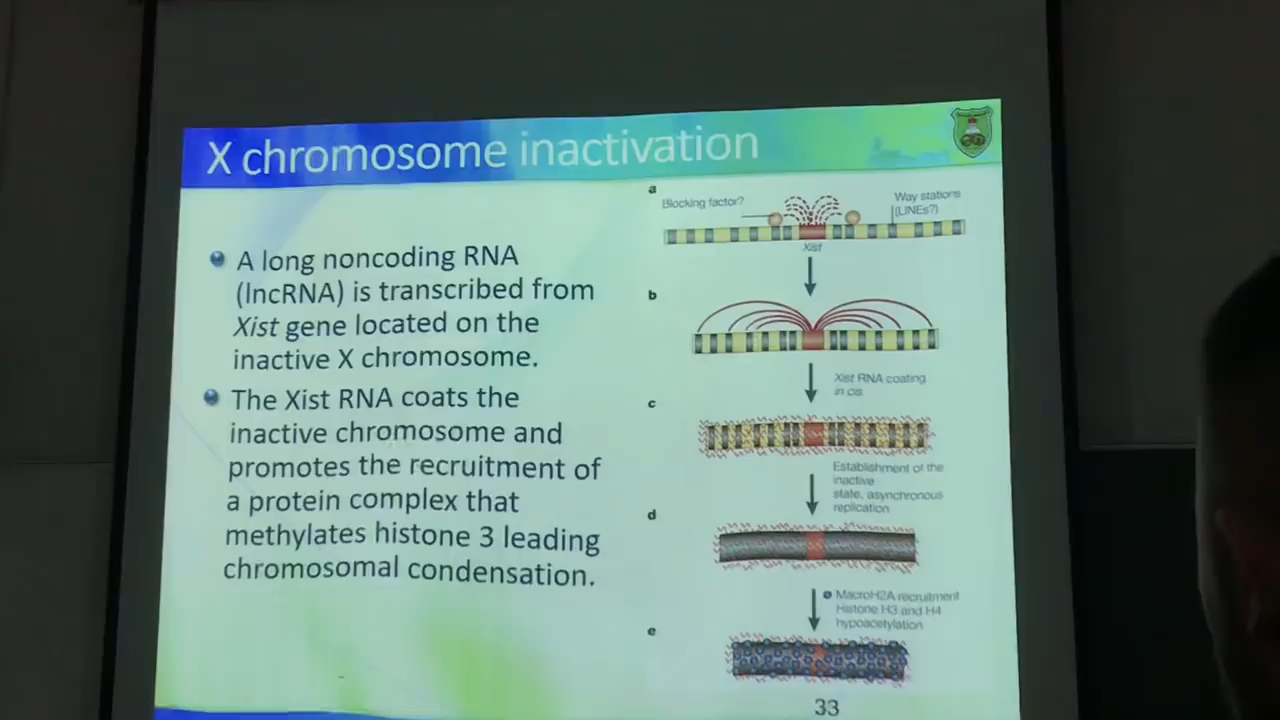 X chromosome inactivation
A long noncoding RNA
(lncRNA) is transcribed from
Xist gene located on the
inactive X chromosome.
The Xist RNA coats the
inactive chromosome and
promotes the recruitment of
a protein complex that
methylates histone 3 leading
chromosomal condensation.
a
Blocking factor?
Way stations
(LINEs?)
Xist
b
Xist RNA coating
in cis
c
Establishment of the
inactive
state, asynchronous
replication
d
MacroH2A recruitment
Histone H3 and H4
hypoacetylation
e
33